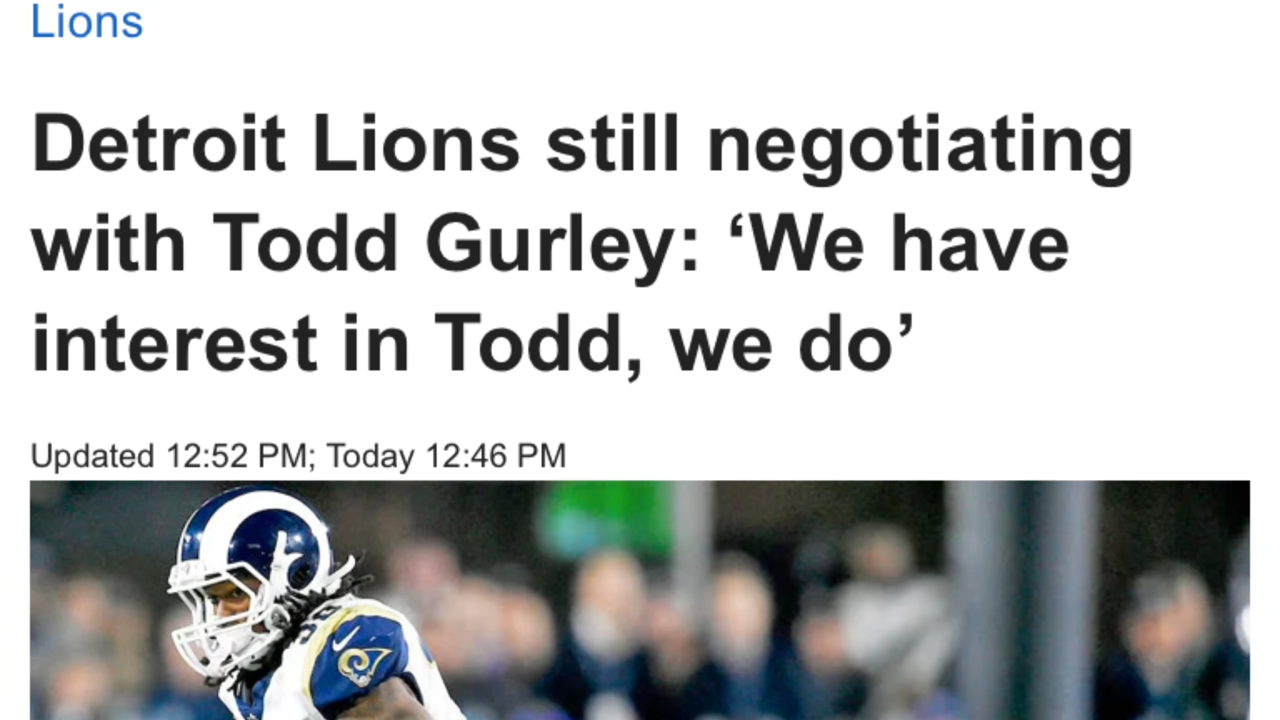 Lions
Detroit Lions still negotiating
with Todd Gurley: ‘We have
interest in Todd, we do’
Updated 12:52 PM; Today 12:46 PM